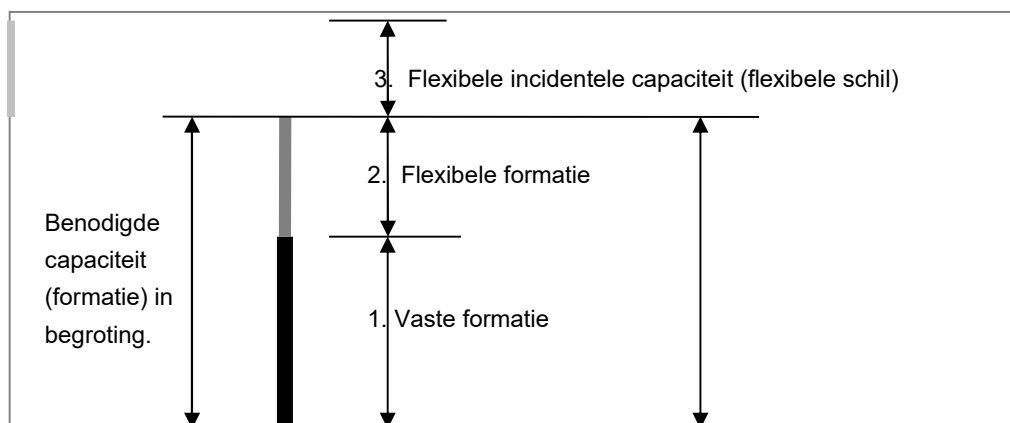 3. Flexibele incidentele capaciteit (flexibele schil)
2. Flexibele formatie
Benodigde
capaciteit
(formatie) in
begroting.
1. Vaste formatie